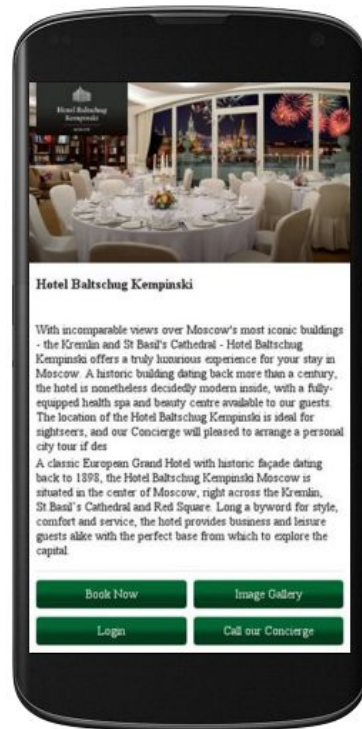 Hotel Baltschug
Kempinski
MOSCOW
Hotel Baltschug Kempinski
With incomparable views over Moscow's most iconic buildings
- the Kremlin and St Basil's Cathedral - Hotel Baltschug
Kempinski offers a truly luxurious experience for your stay in
Moscow. A historic building dating back more than a century,
the hotel is nonetheless decidedly modern inside, with a fully-
equipped health spa and beauty centre available to our guests.
The location of the Hotel Baltschug Kempinski is ideal for
sightseers, and our Concierge will pleased to arrange a personal
city tour if des
A classic European Grand Hotel with historic façade dating
back to 1898, the Hotel Baltschug Kempinski Moscow is
situated in the center of Moscow, right across the Kremlin,
St.Basil's Cathedral and Red Square. Long a byword for style,
comfort and service, the hotel provides business and leisure
guests alike with the perfect base from which to explore the
capital.
Book Now
Image Gallery
Login
Call our Concierge